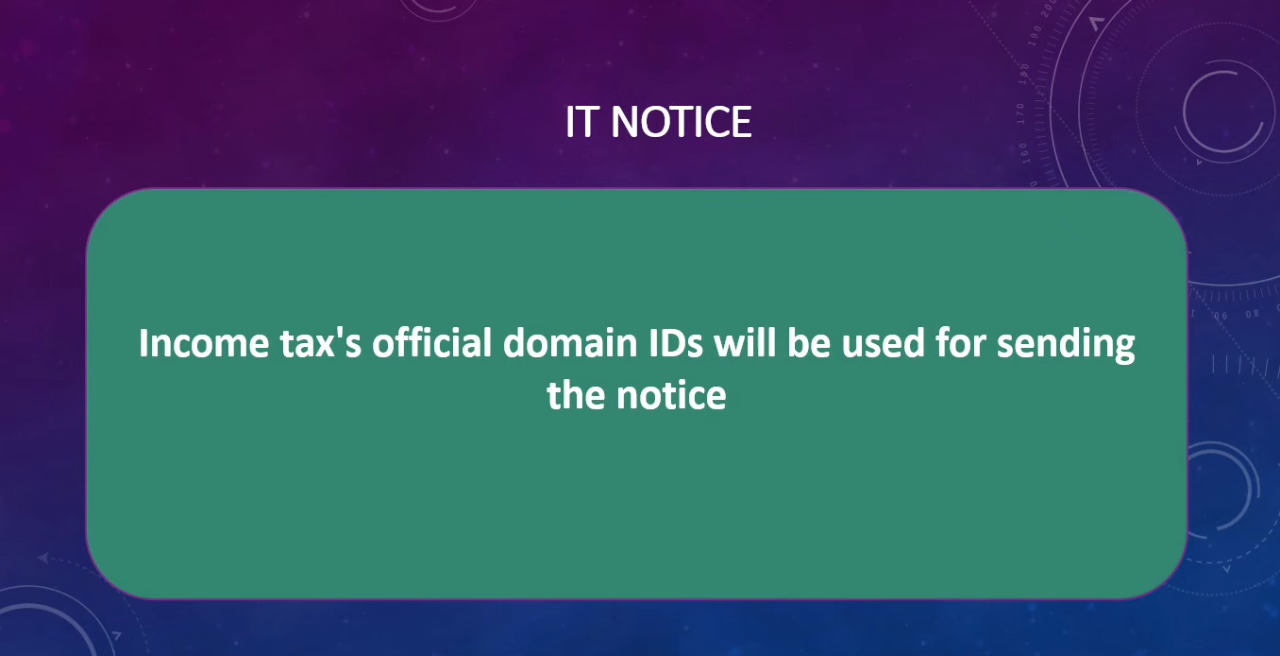 IT NOTICE
Income tax's official domain IDs will be used for sending
the notice